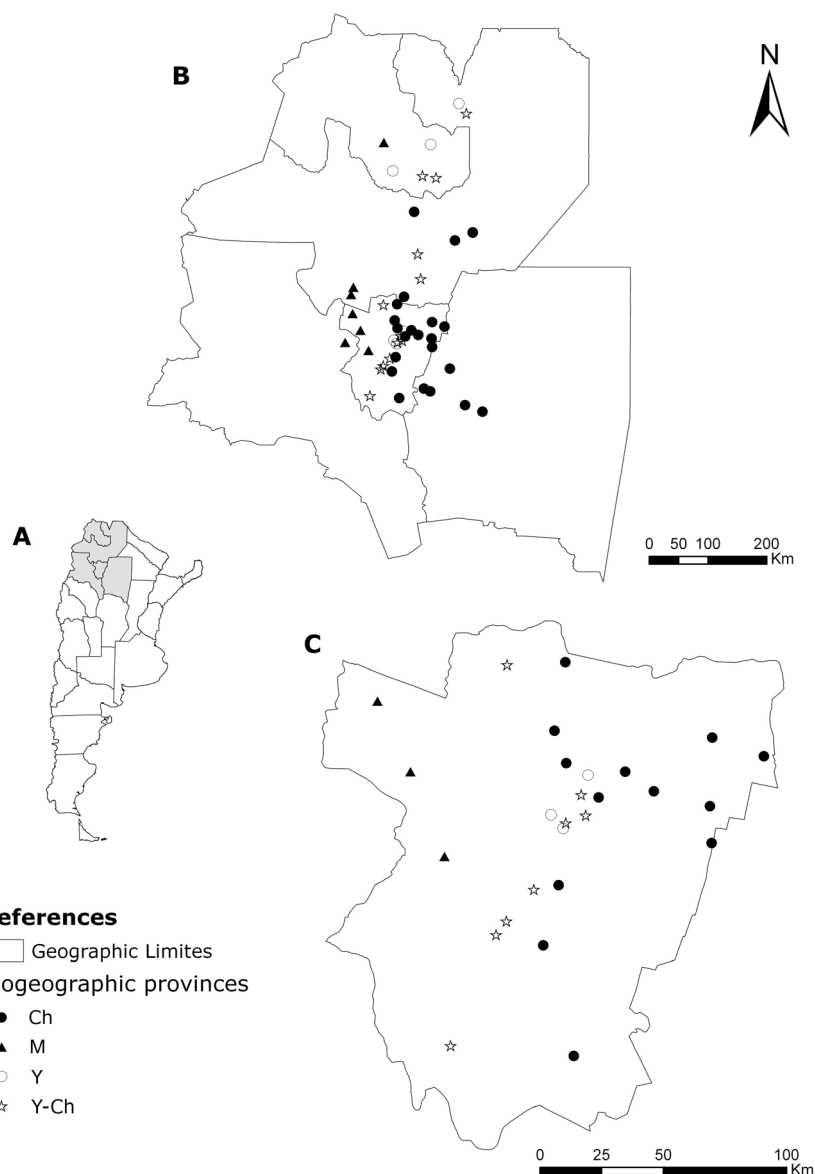 B
N
0 50 100 200
Km
A
C
eferences
Geographic Limites
ogeographic provinces
Ch
M
Y
Y-Ch
0 25 50 100
Km